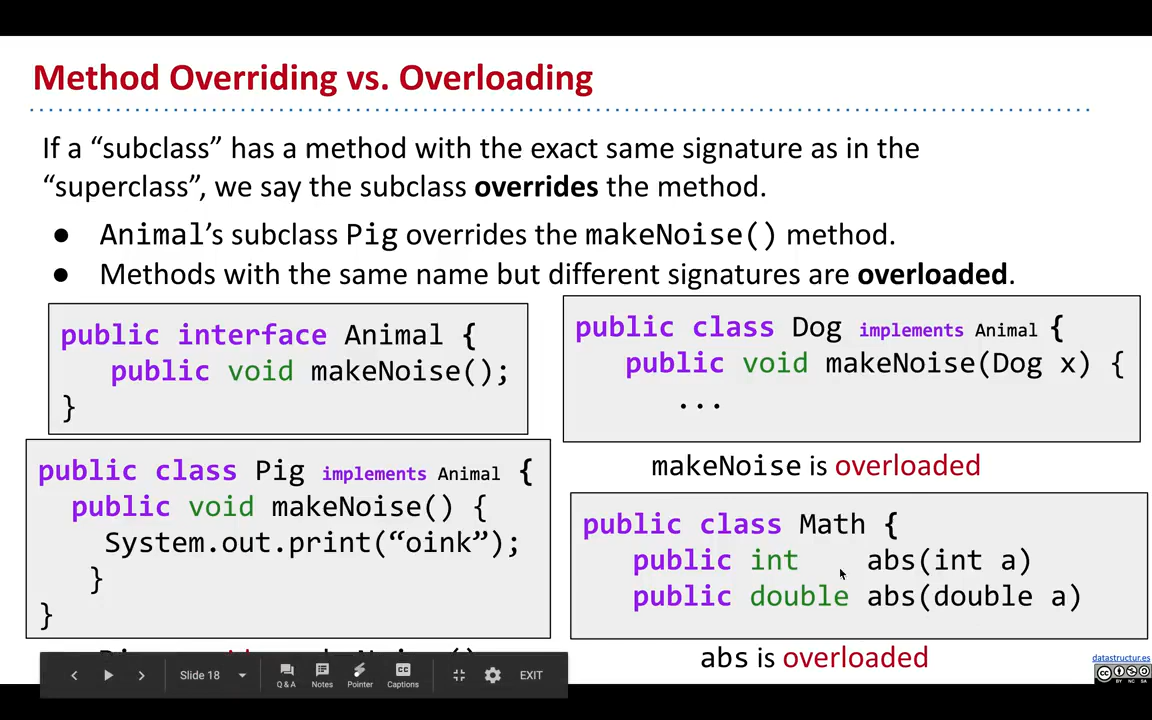 Method Overriding vs. Overloading
If a “subclass” has a method with the exact same signature as in the
“superclass”, we say the subclass overrides the method.
● Animal’s subclass Pig overrides the makeNoise() method.
● Methods with the same name but different signatures are overloaded.
public interface Animal {
public void makeNoise();
}
public class Pig implements Animal {
public void makeNoise() {
System.out.print(“oink”);
}
}
public class Dog implements Animal {
public void makeNoise(Dog x) {
...
makeNoise is overloaded
public class Math {
public int abs(int a)
public double abs(double a)
abs is overloaded
Slide 18
Q & A
Notes
Pointer
CC
Captions
EXIT
datastructur.es